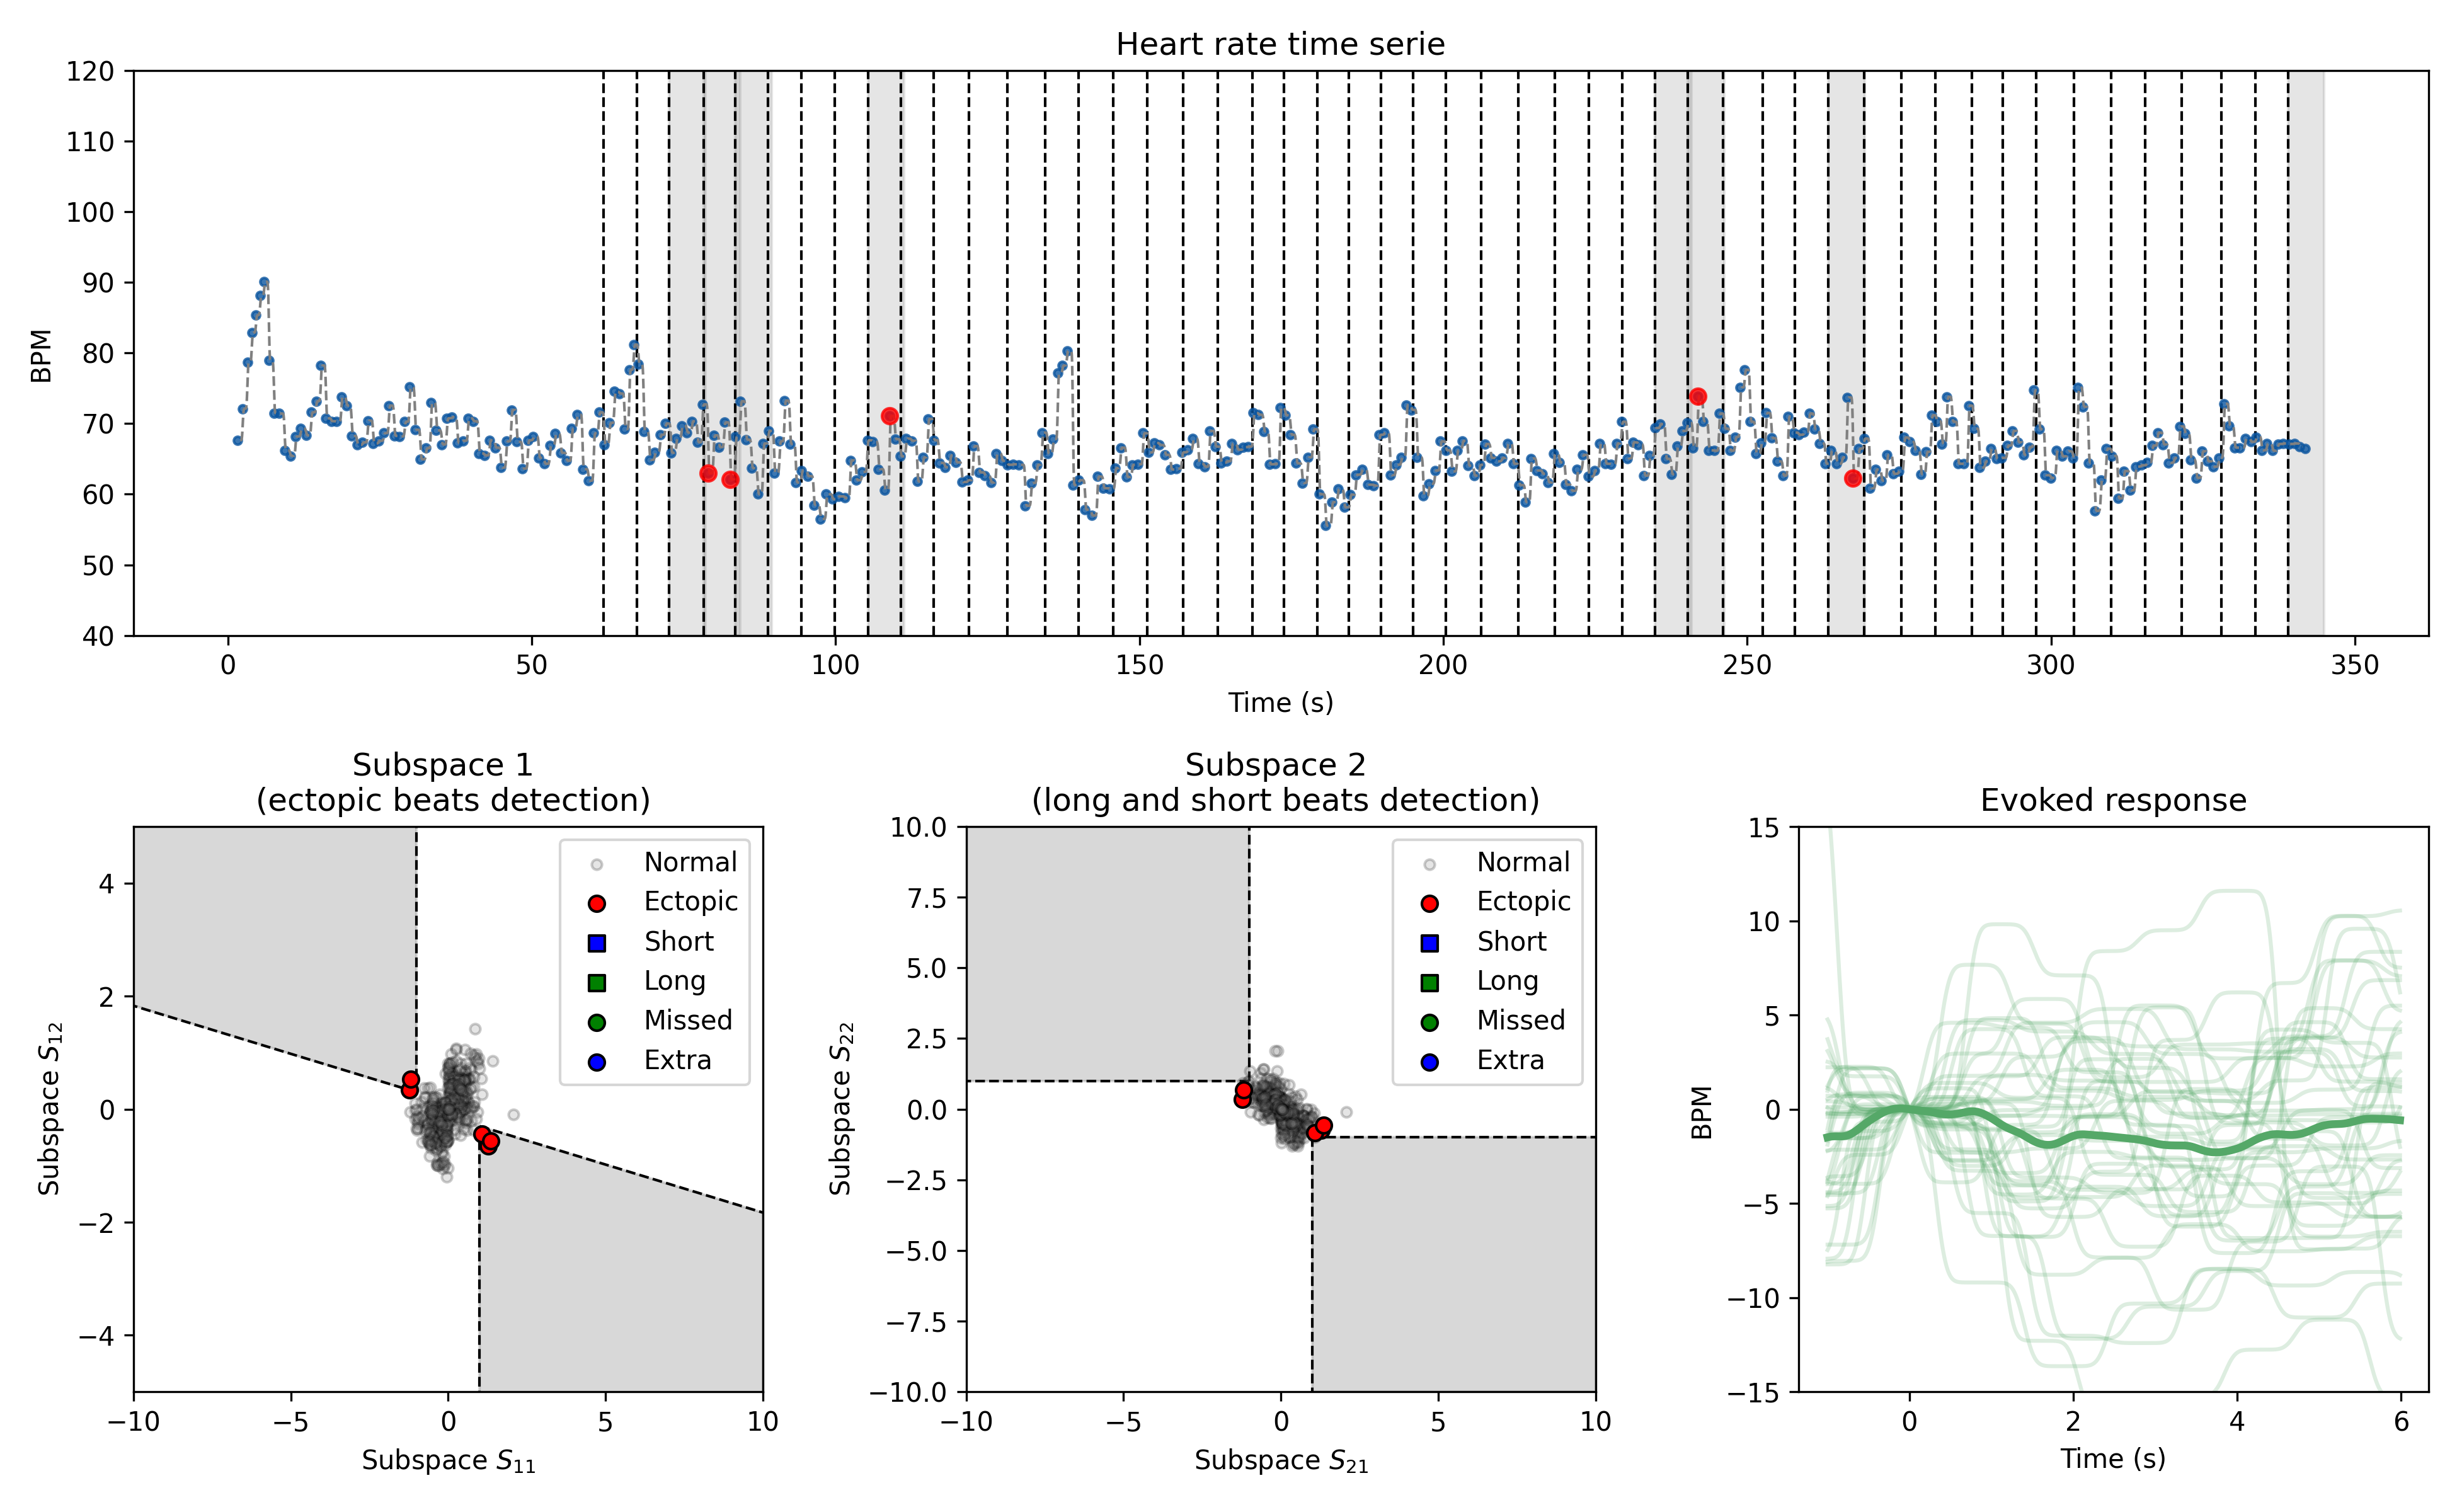 Heart rate time serie
120
110
100
90
80
70
60
50
40
BPM
0 50 100 150 200 250 300 350
Time (s)
Subspace 1
(ectopic beats detection)
4
2
0
−2
−4
Subspace S₁₂
Normal
Ectopic
Short
Long
Missed
Extra
−10 −5 0 5 10
Subspace S₁₁
Subspace 2
(long and short beats detection)
10.0
7.5
5.0
2.5
0.0
−2.5
−5.0
−7.5
−10.0
Subspace S₂₂
Normal
Ectopic
Short
Long
Missed
Extra
−10 −5 0 5 10
Subspace S₂₁
Evoked response
15
10
5
0
−5
−10
−15
BPM
0 2 4 6
Time (s)